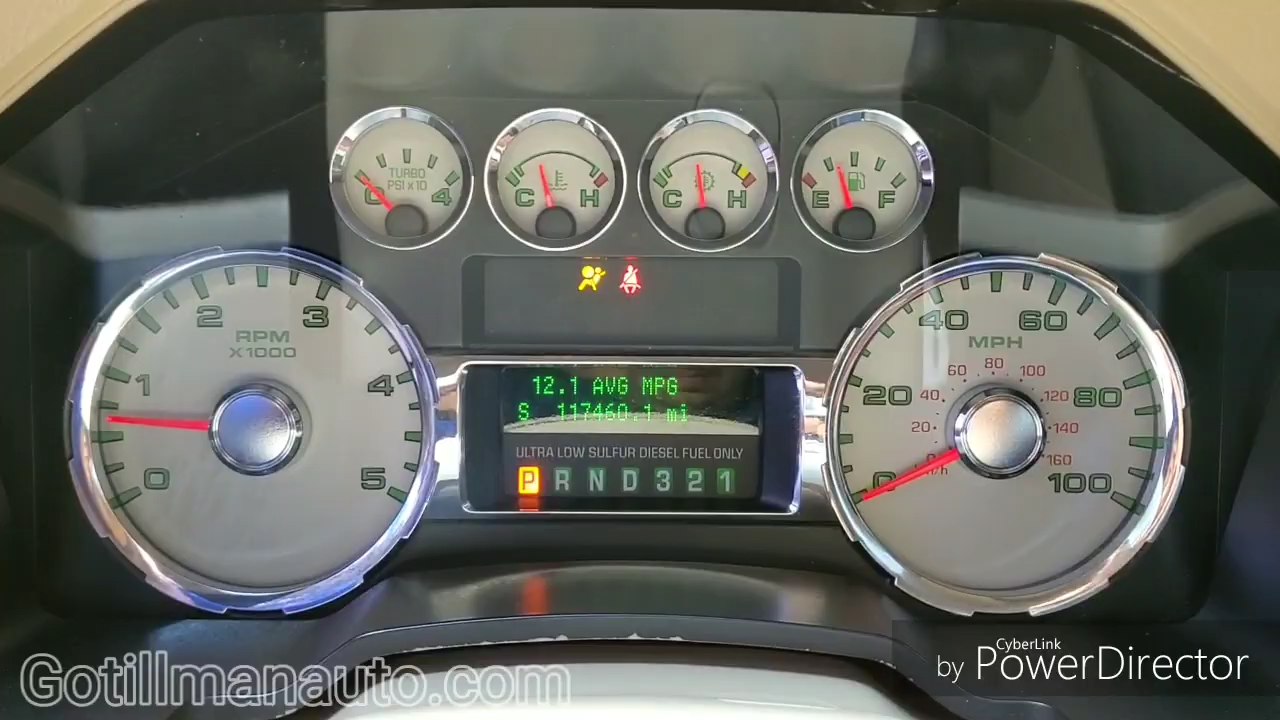 TURBO
PSI x 10
0 4
C H
C H
E F
0 1 2 3 4 5
RPM
X1000
12.1 AVG MPG
S 117460.1 mi
ULTRA LOW SULFUR DIESEL FUEL ONLY
P R N D 3 2 1
0 20 40 60 80 100
MPH
20 40 60 80 100 120 140 160
km/h
Gotillmanauto.com
CyberLink
by PowerDirector